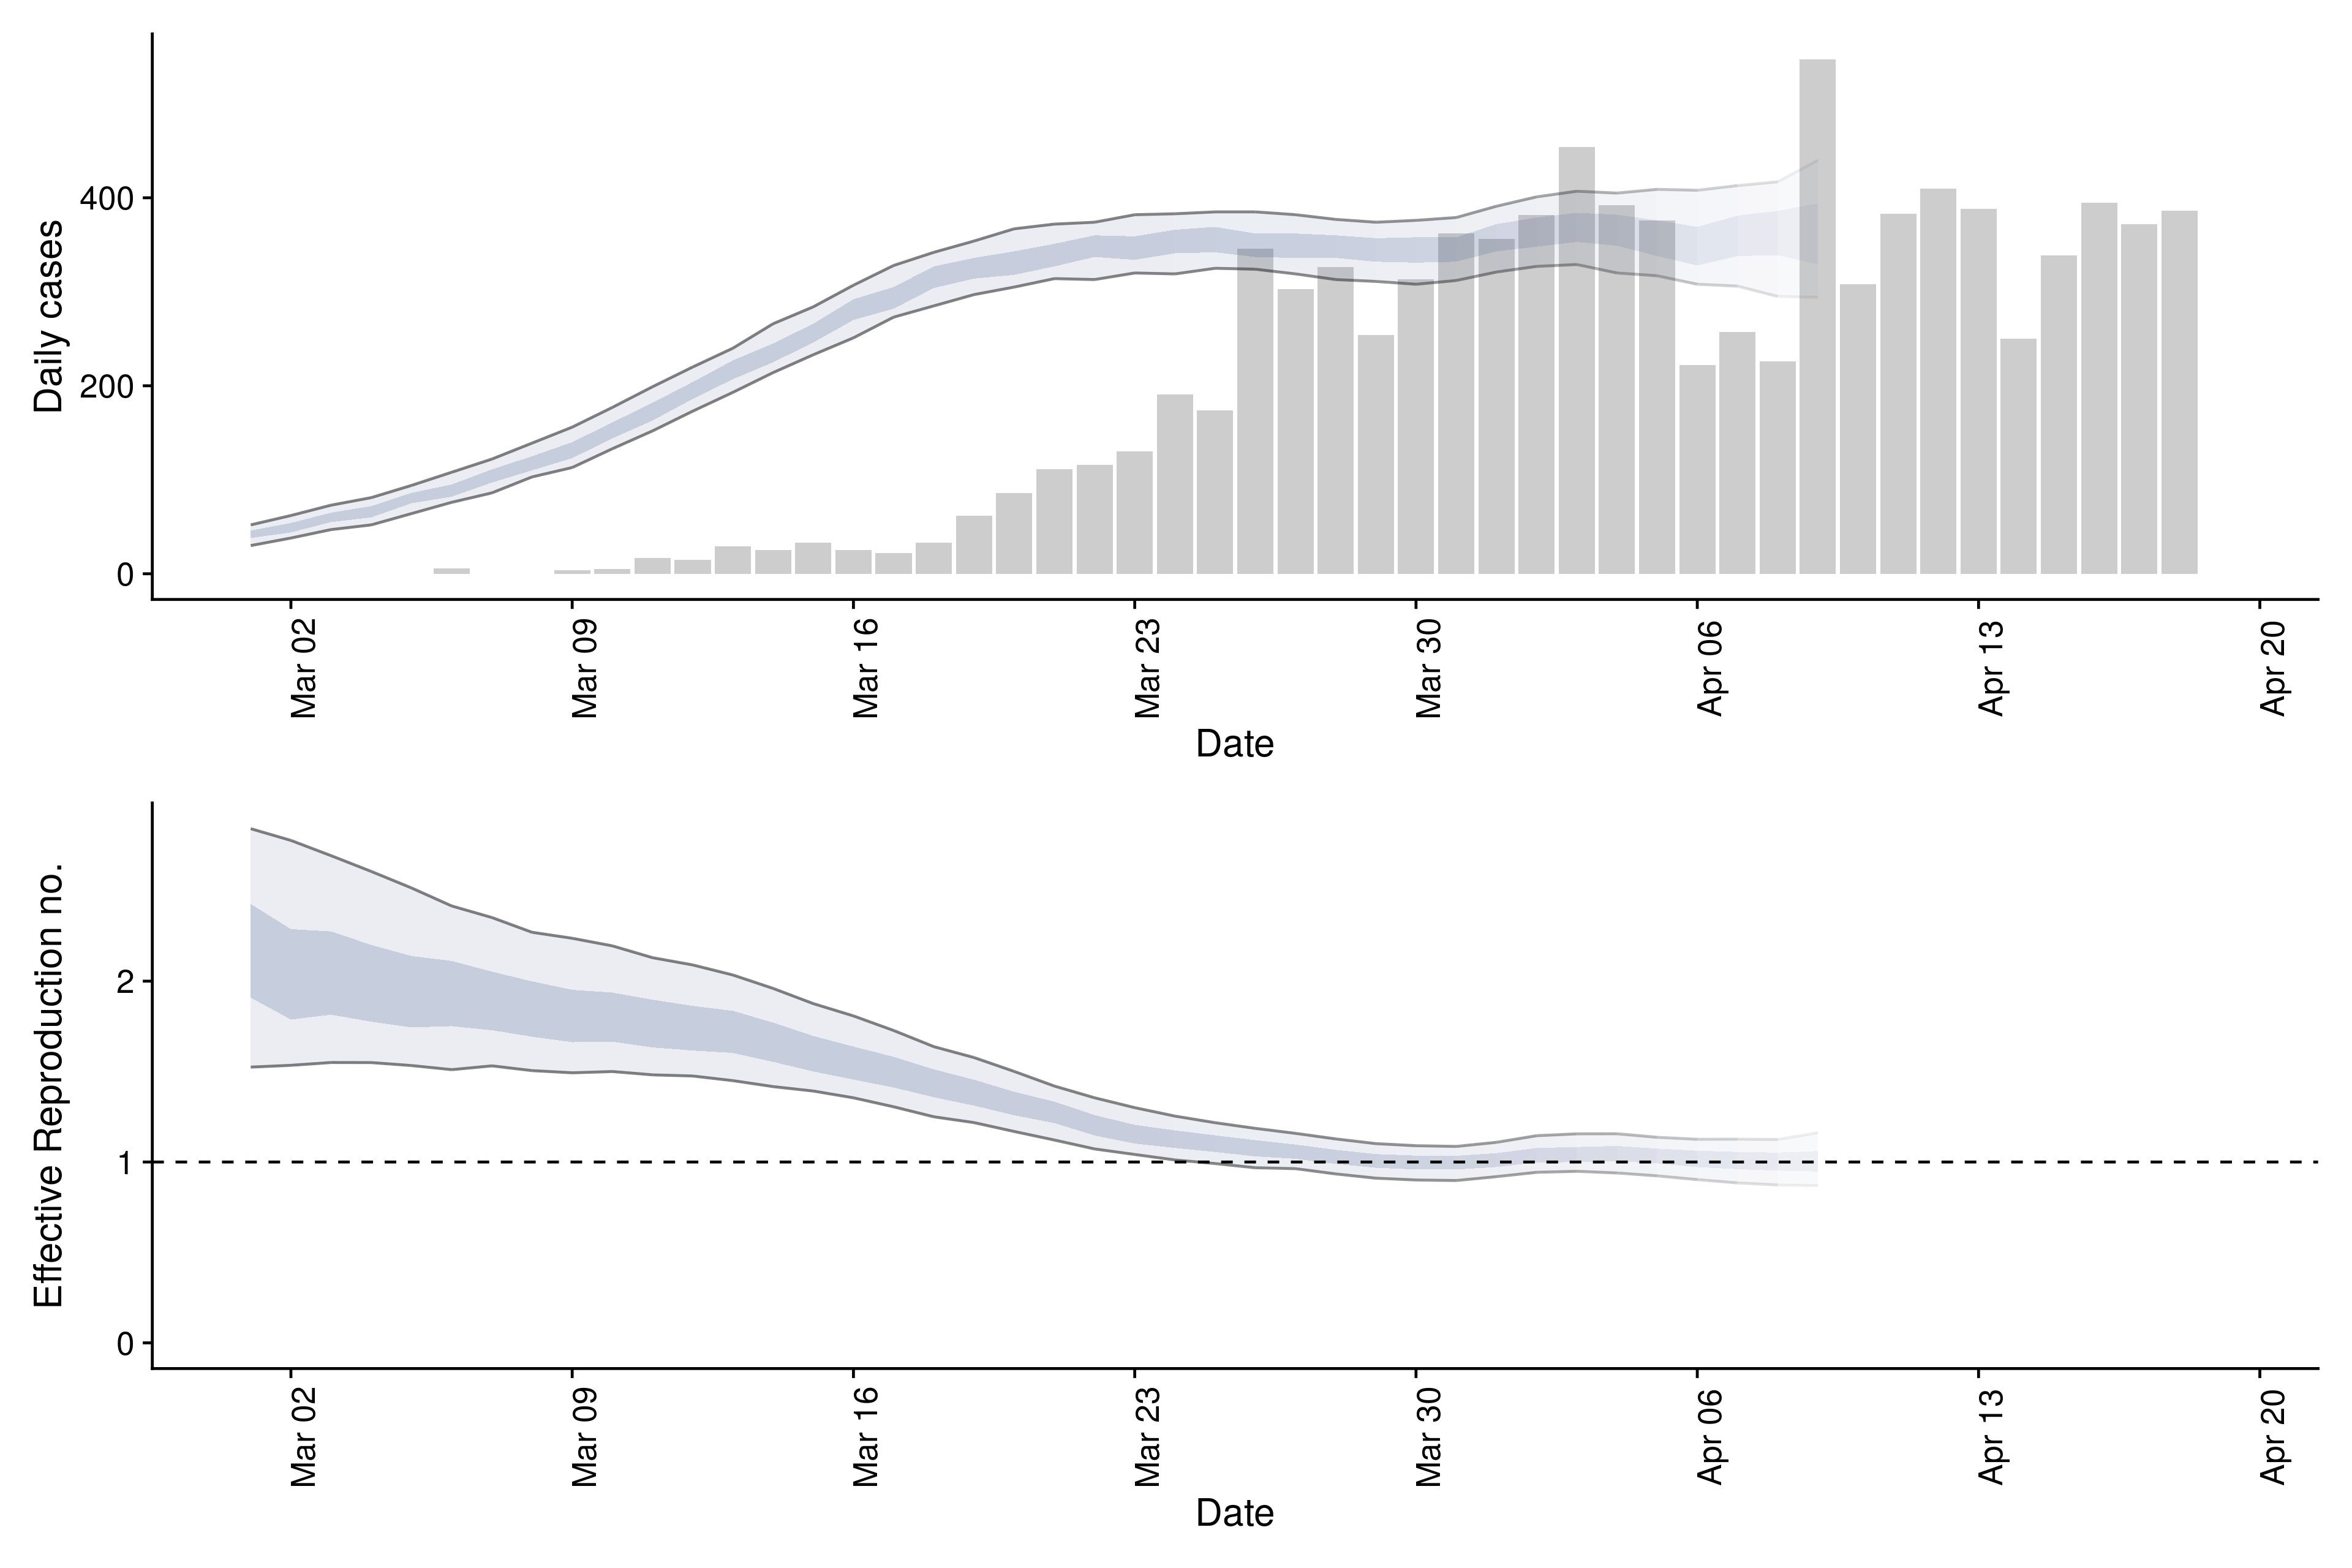 Daily cases
400
200
0
Mar 02
Mar 09
Mar 16
Mar 23
Mar 30
Apr 06
Apr 13
Apr 20
Date
Effective Reproduction no.
2
1
0
Mar 02
Mar 09
Mar 16
Mar 23
Mar 30
Apr 06
Apr 13
Apr 20
Date